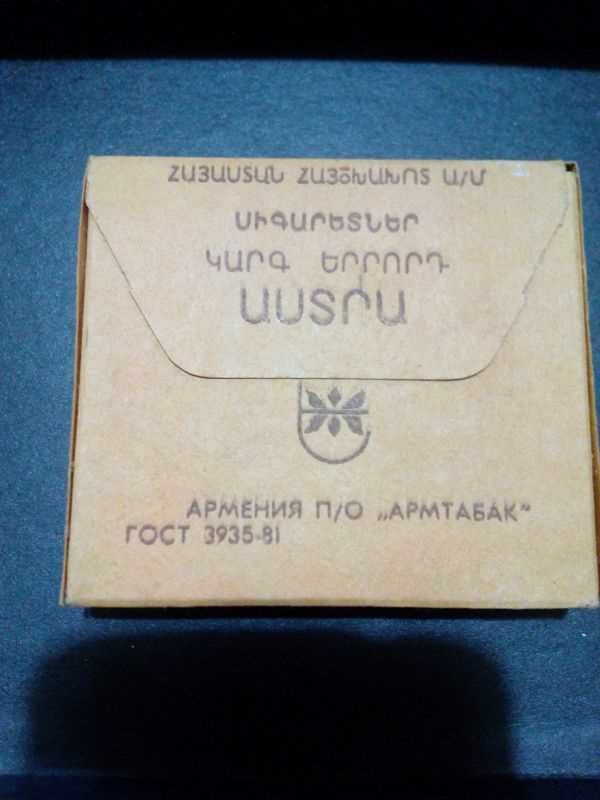 ՀԱՅԱՍՏԱՆ ՀԱՅԾԽԱԽՈՏ Ա/Մ
ՍԻԳԱՐԵՏՆԵՐ
ԿԱՐԳ ԵՐՐՈՐԴ
ԱՍՏՐԱ
АРМЕНИЯ П/О „АРМТАБАК"
ГОСТ 3935-81